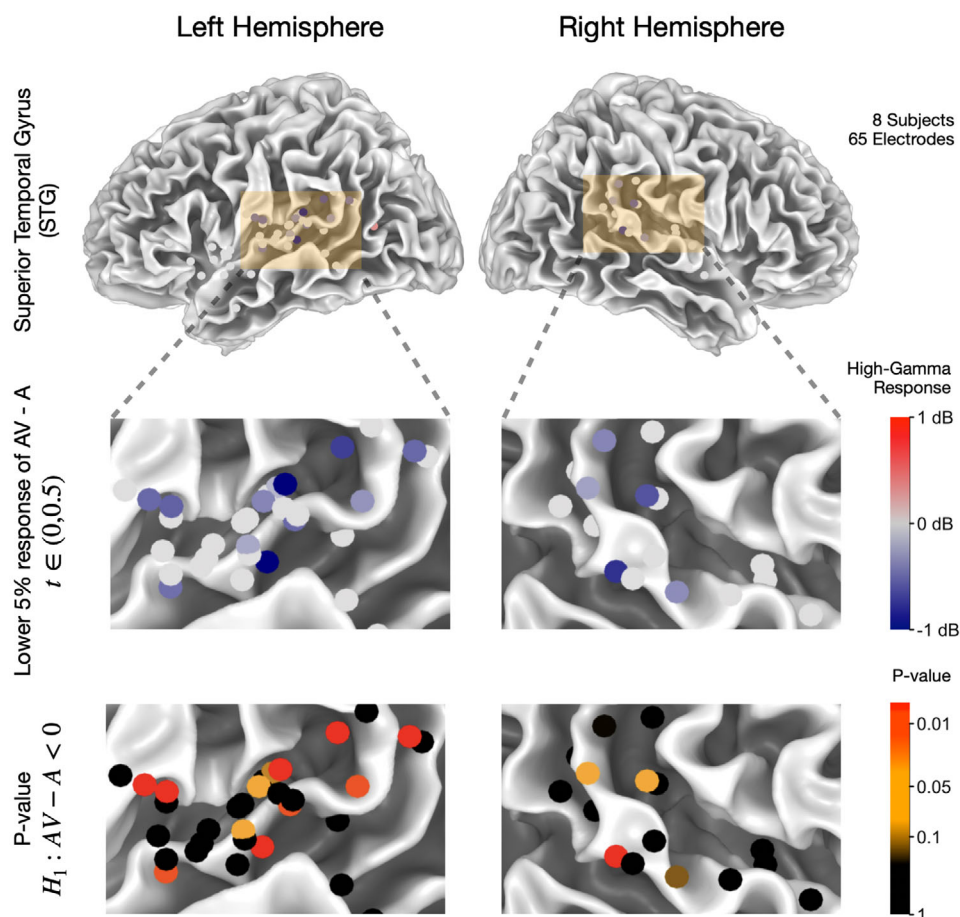 Left Hemisphere
Right Hemisphere
Superior Temporal Gyrus
(STG)
8 Subjects
65 Electrodes
Lower 5% response of AV - A
t ∈ (0,0.5)
High-Gamma
Response
1 dB
0 dB
-1 dB
P-value
H₁ : AV − A < 0
P-value
0.01
0.05
0.1
1